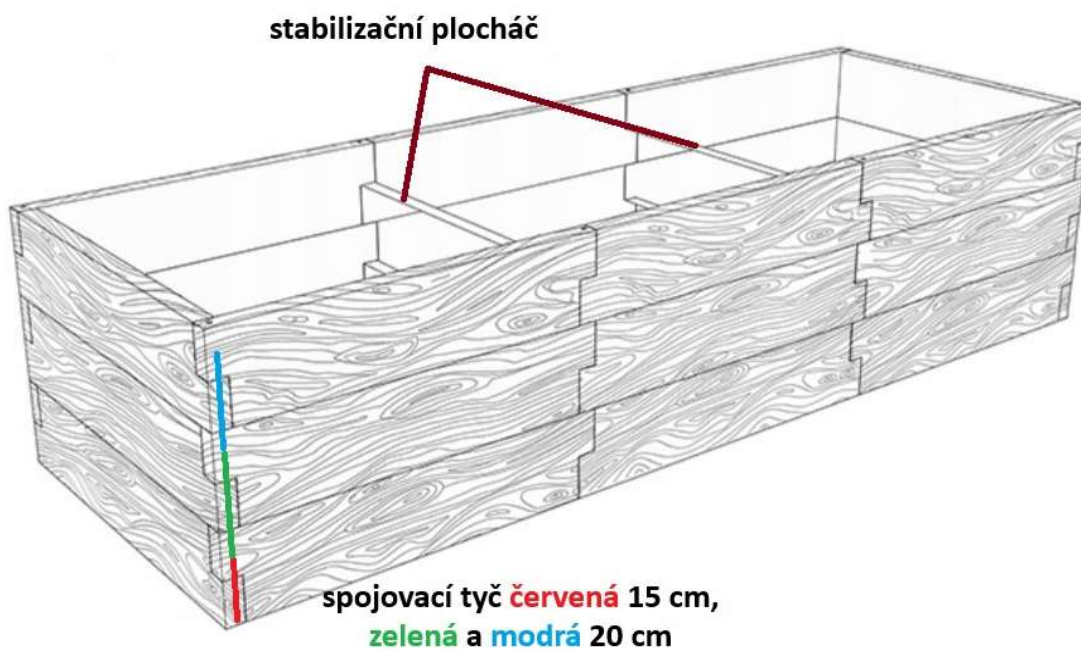 stabilizační plocháč
spojovací tyč červená 15 cm,
zelená a modrá 20 cm